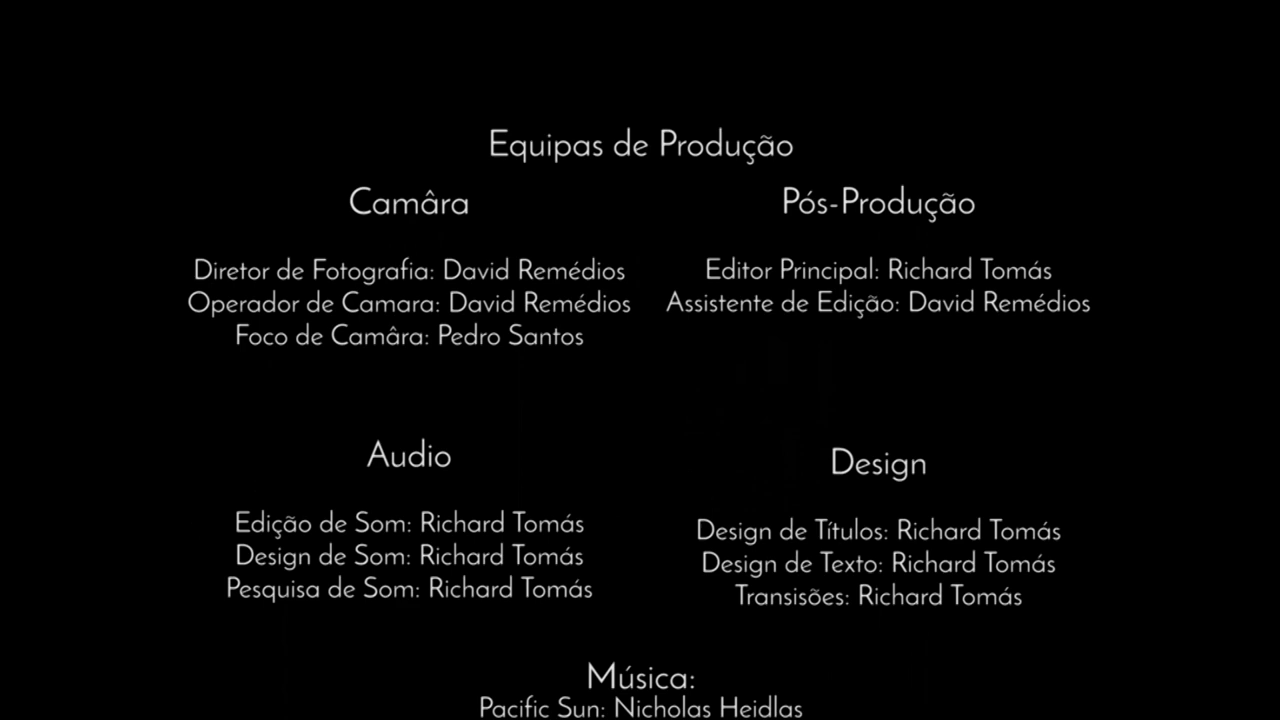 Equipas de Produção
Camâra
Diretor de Fotografia: David Remédios
Operador de Camara: David Remédios
Foco de Camâra: Pedro Santos
Pós-Produção
Editor Principal: Richard Tomás
Assistente de Edição: David Remédios
Audio
Edição de Som: Richard Tomás
Design de Som: Richard Tomás
Pesquisa de Som: Richard Tomás
Design
Design de Títulos: Richard Tomás
Design de Texto: Richard Tomás
Transisões: Richard Tomás
Música:
Pacific Sun: Nicholas Heidlas